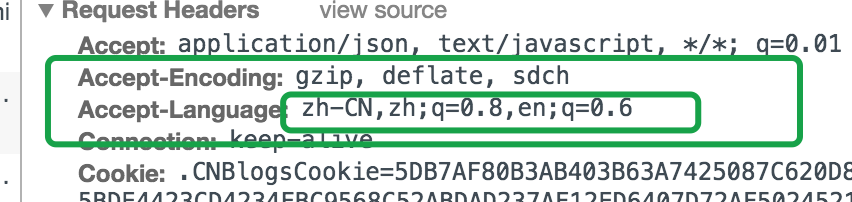 Request Headers view source
Accept: application/json, text/javascript, */*; q=0.01
Accept-Encoding: gzip, deflate, sdch
Accept-Language: zh-CN,zh;q=0.8,en;q=0.6
Connection: keep-alive
Cookie: .CNBlogsCookie=5DB7AF80B3AB403B63A7425087C620D8